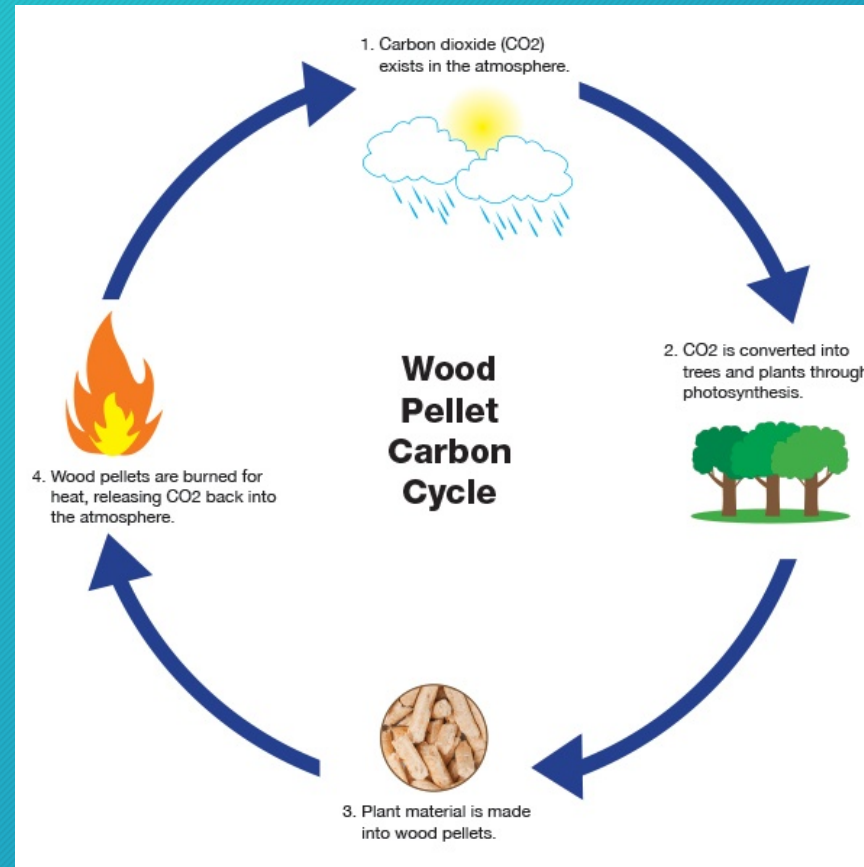 1. Carbon dioxide (CO2)
exists in the atmosphere.
2. CO2 is converted into
trees and plants through
photosynthesis.
Wood
Pellet
Carbon
Cycle
4. Wood pellets are burned for
heat, releasing CO2 back into
the atmosphere.
3. Plant material is made
into wood pellets.